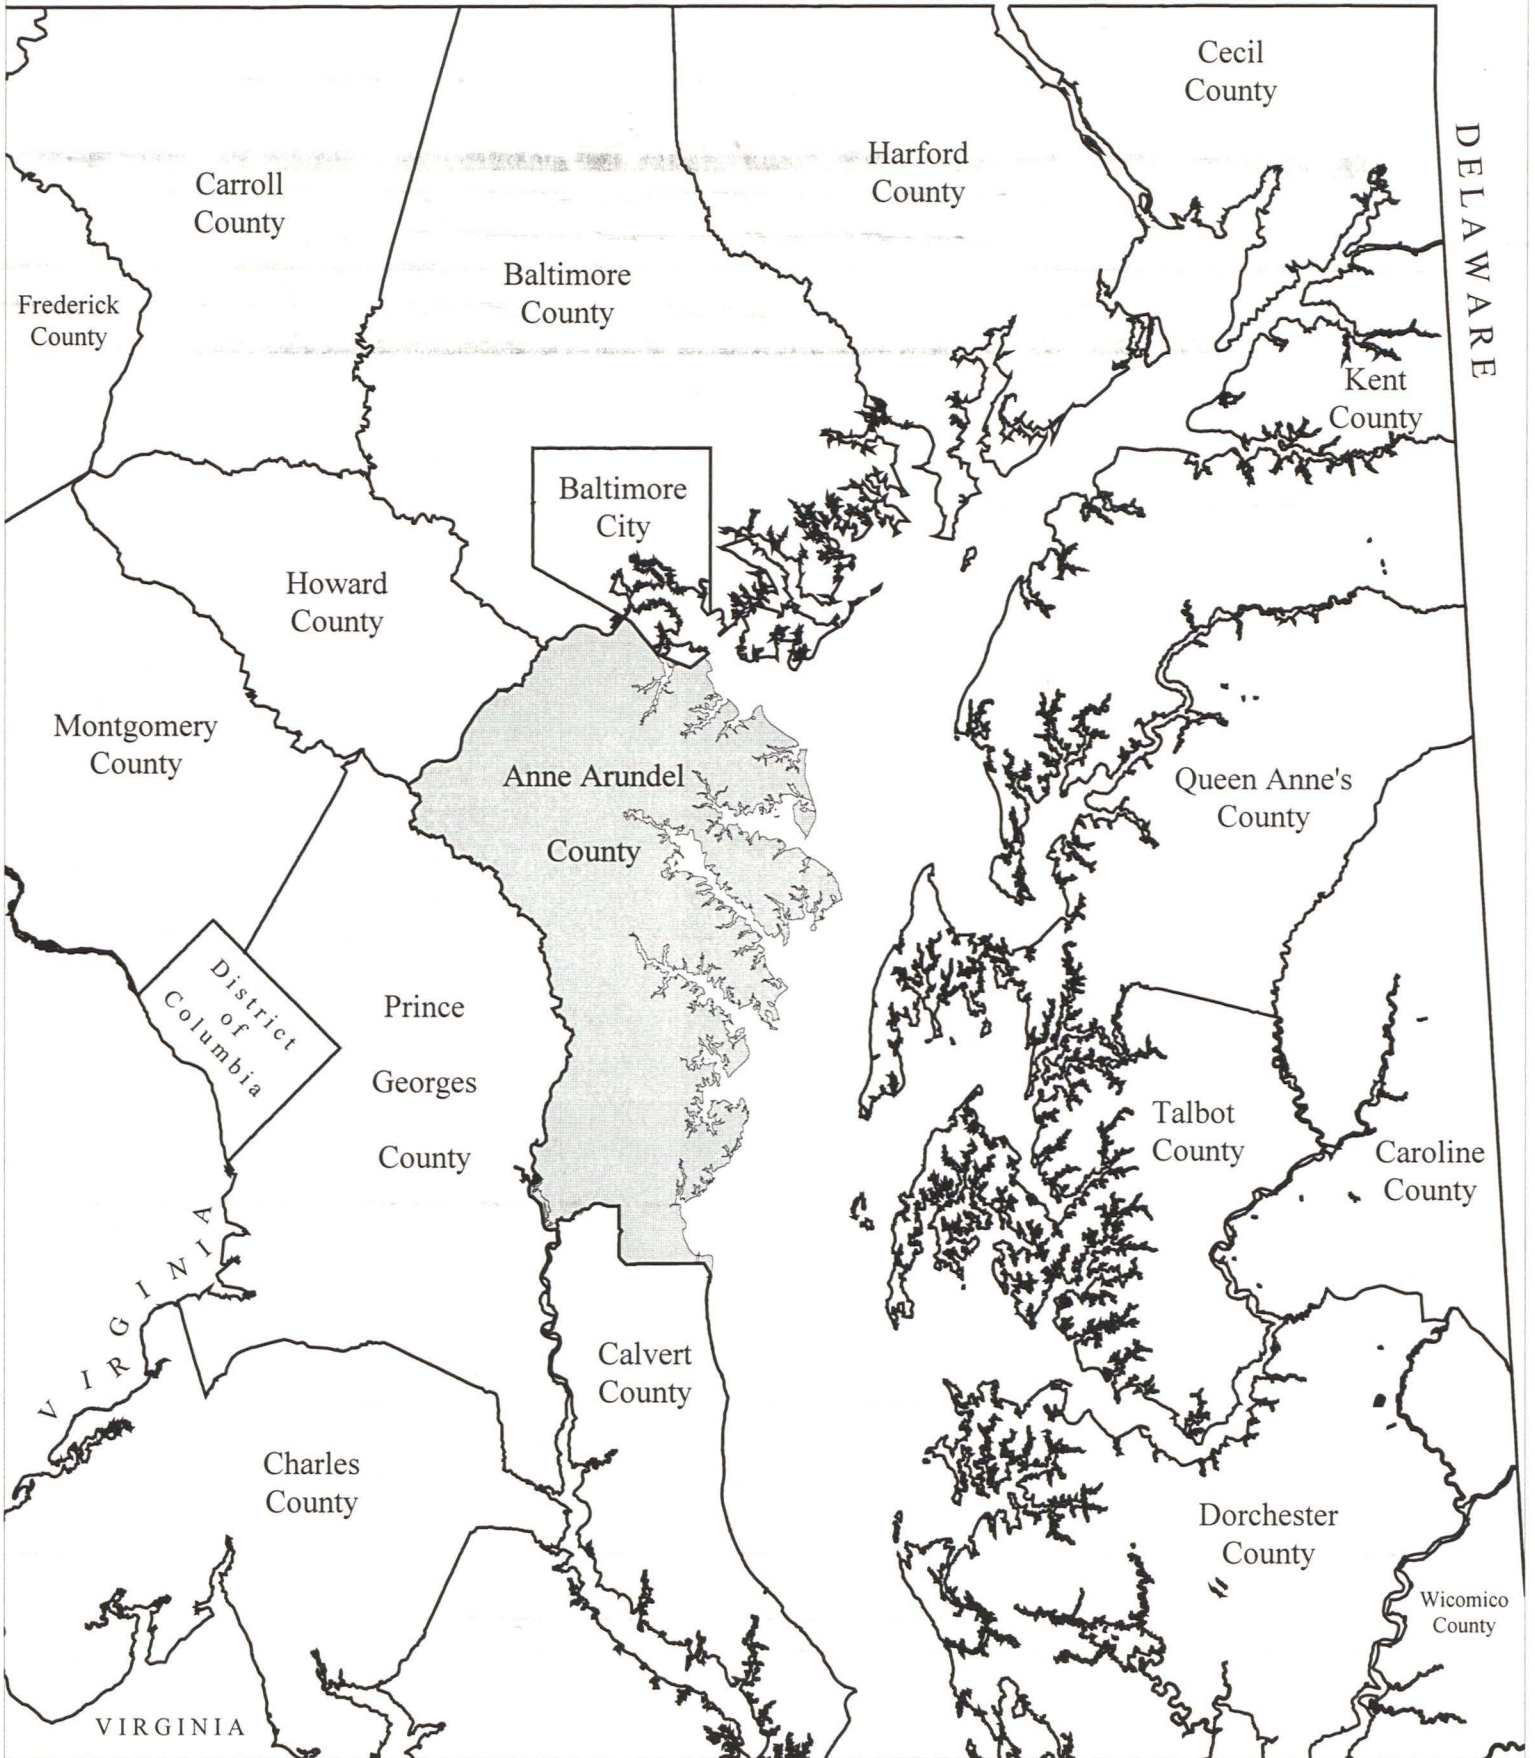 Cecil
County
DELAWARE
Harford
County
Carroll
County
Baltimore
County
Frederick
County
Kent
County
Baltimore
City
Howard
County
Montgomery
County
Anne Arundel
County
Queen Anne's
County
District
of
Columbia
Prince
Georges
County
Talbot
County
Caroline
County
VIRGINIA
Calvert
County
Charles
County
Dorchester
County
Wicomico
County
VIRGINIA